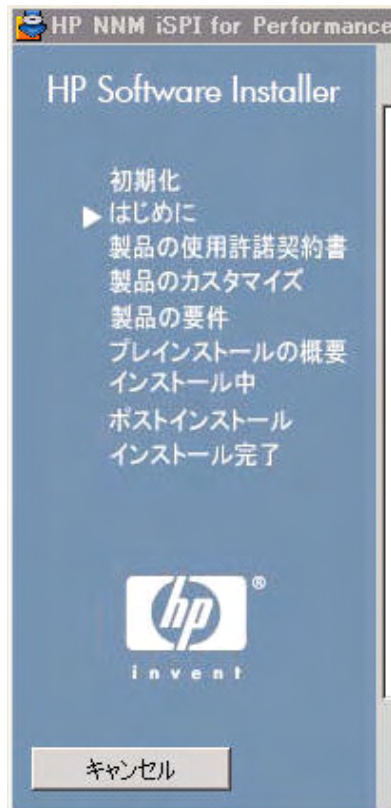 HP NNM iSPI for Performance
HP Software Installer
初期化
はじめに
製品の使用許諾契約書
製品のカスタマイズ
製品の要件
プレインストールの概要
インストール中
ポストインストール
インストール完了
hp
®
invent
キャンセル